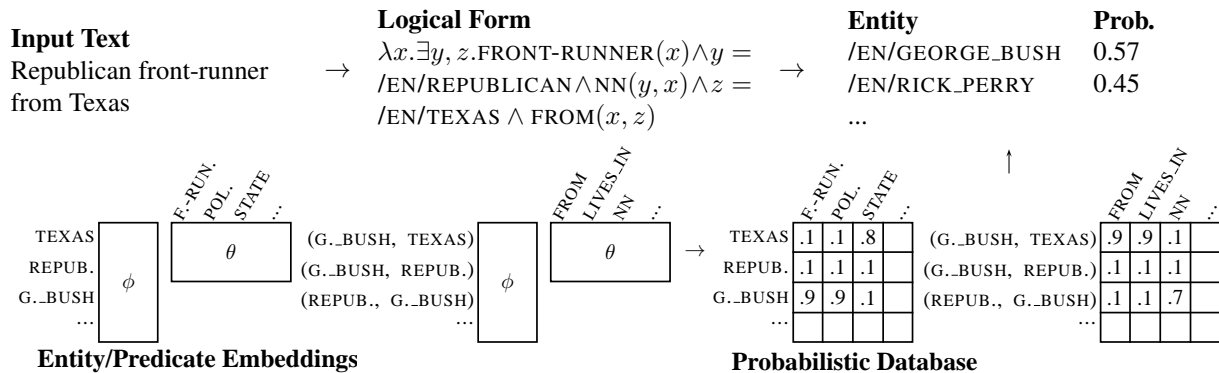 Input Text
Republican front-runner
from Texas
→
Logical Form
λx.∃y, z.FRONT-RUNNER(x)∧y =
/EN/REPUBLICAN∧NN(y, x)∧z =
/EN/TEXAS ∧ FROM(x, z)
→
Entity Prob.
/EN/GEORGE_BUSH 0.57
/EN/RICK_PERRY 0.45
...
↑
F.-RUN. POL. STATE ...
TEXAS
REPUB.
G._BUSH
...
ϕ
θ
FROM LIVES_IN NN ...
(G._BUSH, TEXAS)
(G._BUSH, REPUB.)
(REPUB., G._BUSH)
...
ϕ
θ
→
F.-RUN. POL. STATE ...
TEXAS .1 .1 .8
REPUB. .1 .1 .1
G._BUSH .9 .9 .1
...
FROM LIVES_IN NN ...
(G._BUSH, TEXAS) .9 .9 .1
(G._BUSH, REPUB.) .1 .1 .1
(REPUB., G._BUSH) .1 .1 .7
...
Entity/Predicate Embeddings
Probabilistic Database